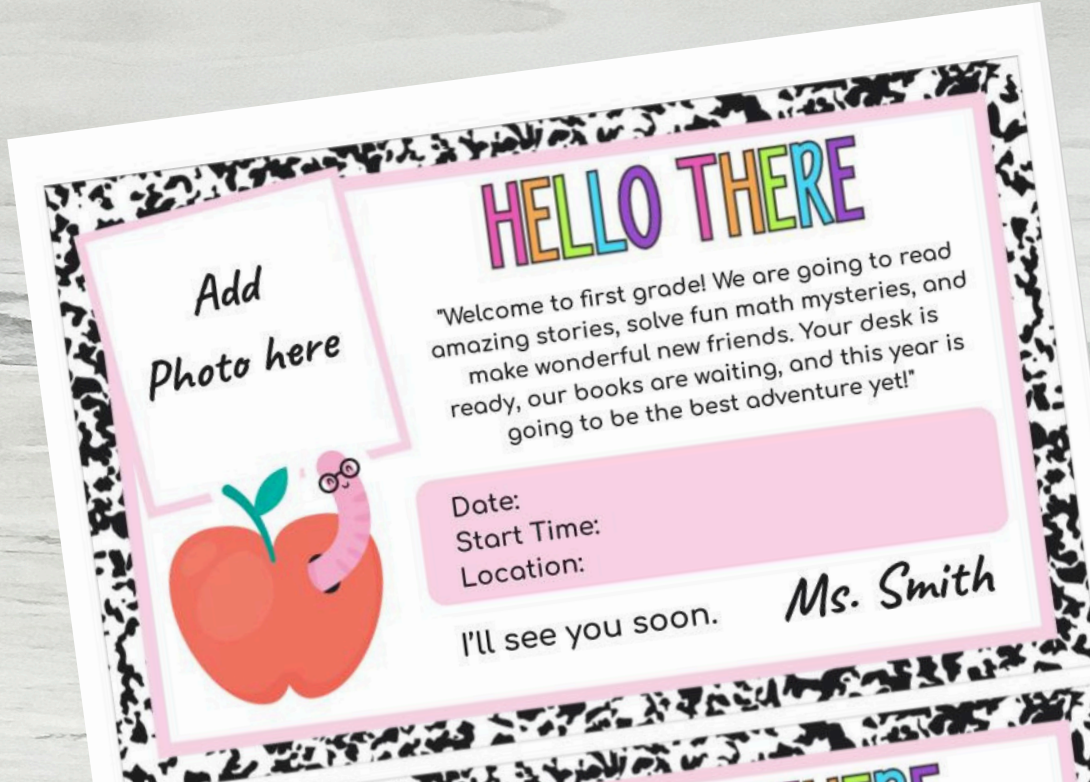 HELLO THERE
Add
Photo here
"Welcome to first grade! We are going to read
amazing stories, solve fun math mysteries, and
make wonderful new friends. Your desk is
ready, our books are waiting, and this year is
going to be the best adventure yet!"
Date:
Start Time:
Location:
I'll see you soon.
Ms. Smith
THERE